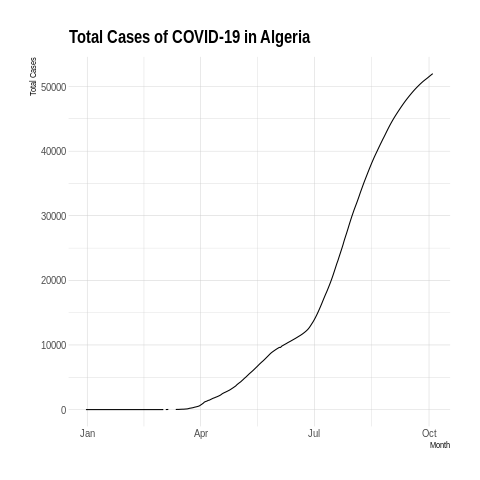 Total Cases of COVID-19 in Algeria
Total Cases
50000
40000
30000
20000
10000
0
Jan Apr Jul Oct
Month